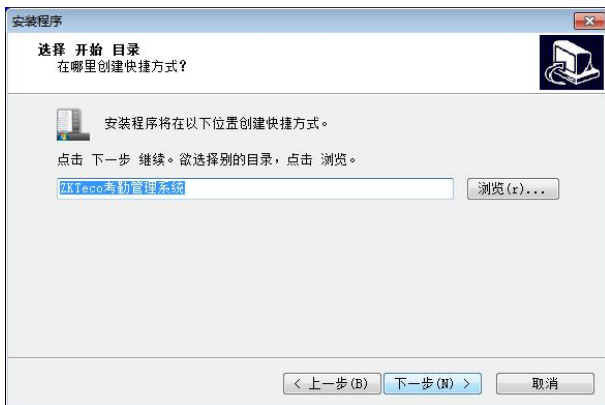 安装程序
选择 开始 目录
在哪里创建快捷方式?
安装程序将在以下位置创建快捷方式。
点击 下一步 继续。欲选择别的目录,点击 浏览。
ZKTeco考勤管理系统
浏览(r)...
< 上一步(B)
下一步(N) >
取消